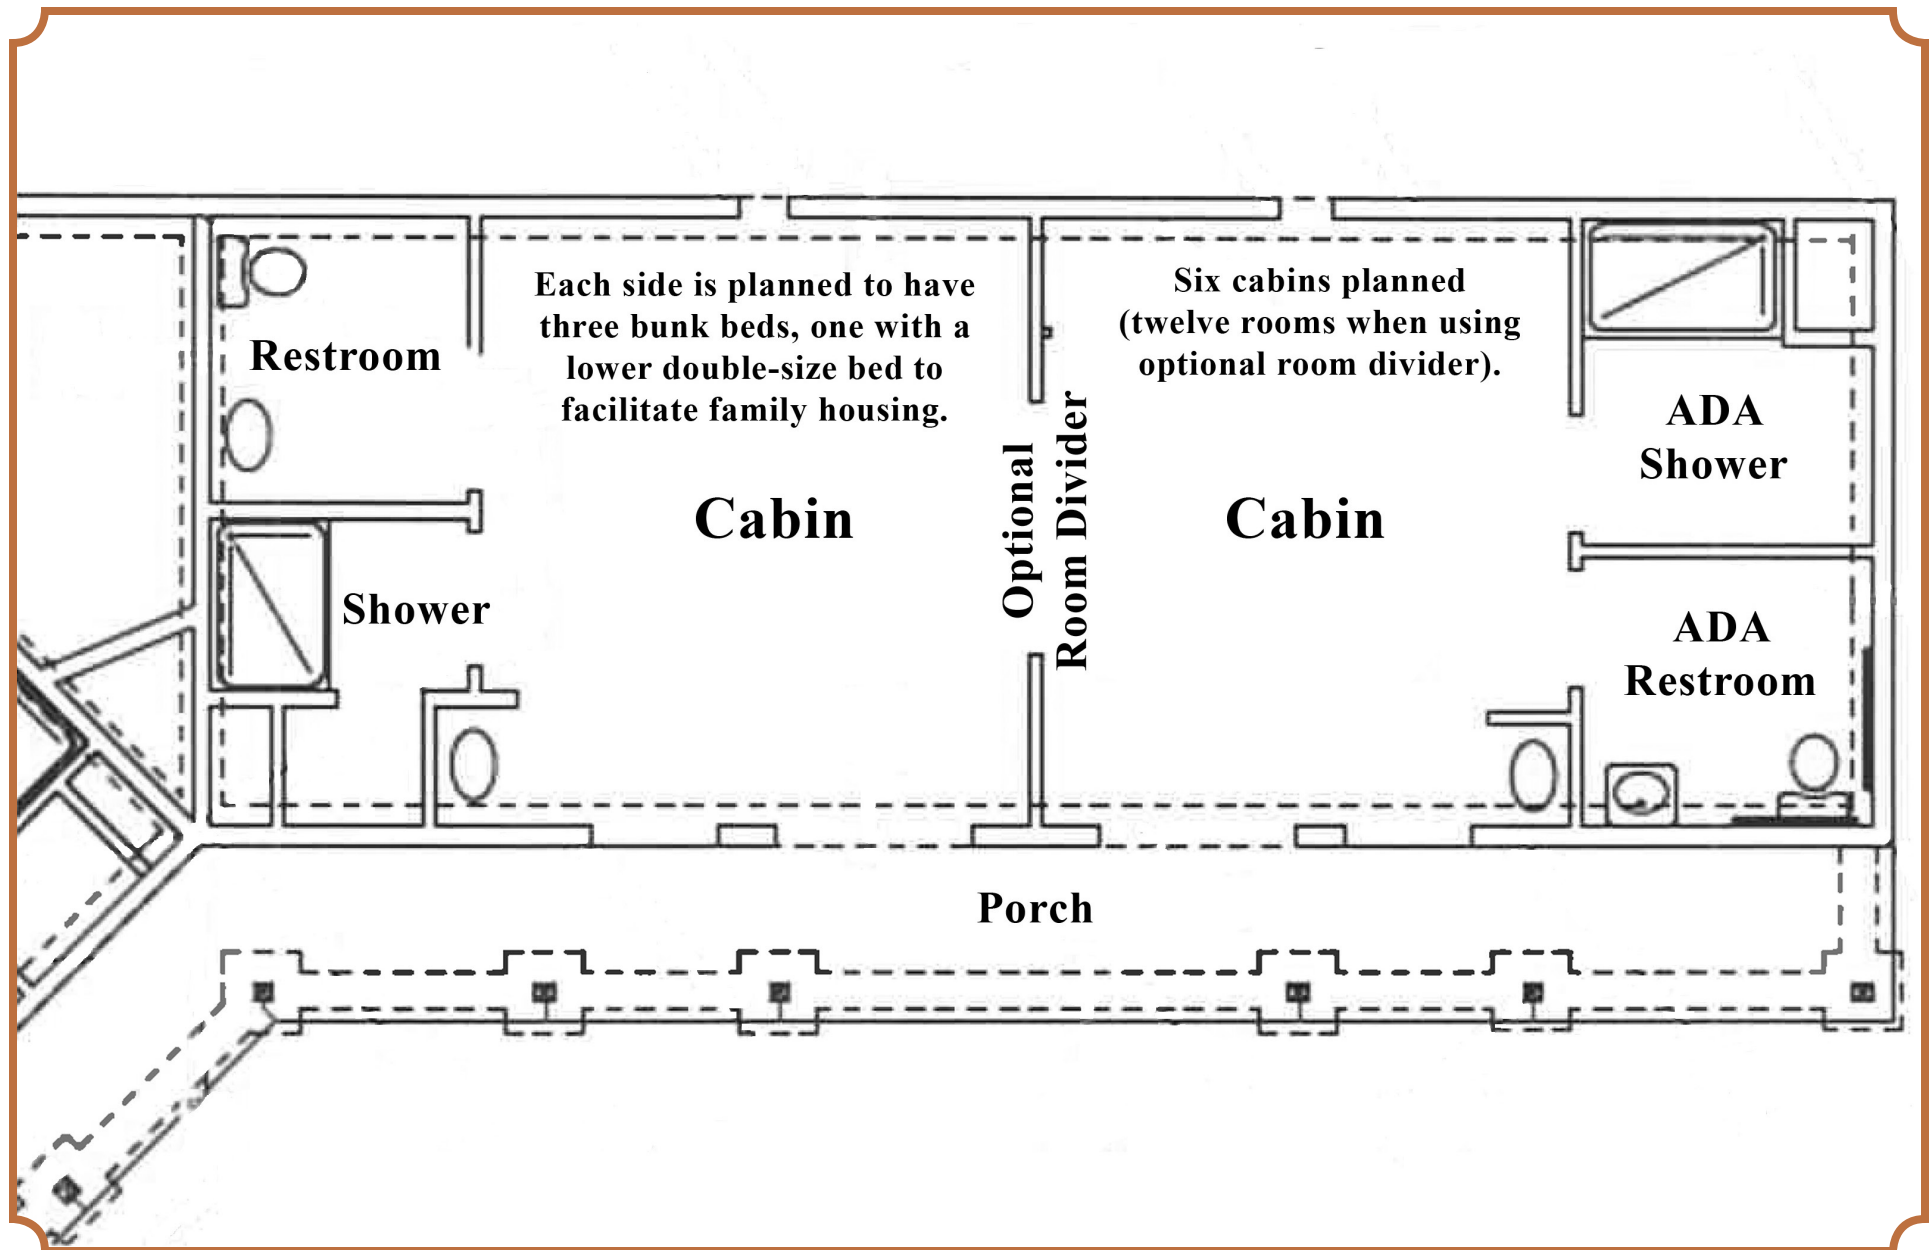 Each side is planned to have
three bunk beds, one with a
lower double-size bed to
facilitate family housing.
Six cabins planned
(twelve rooms when using
optional room divider).
Restroom
Shower
Cabin
Optional
Room Divider
Cabin
ADA
Shower
ADA
Restroom
Porch